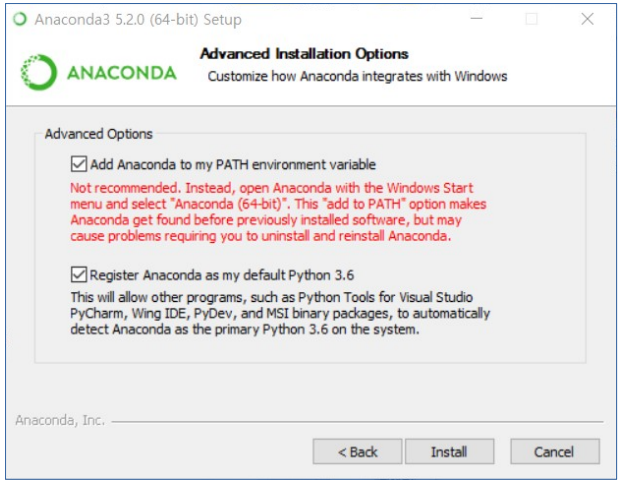 Anaconda3 5.2.0 (64-bit) Setup
ANACONDA
Advanced Installation Options
Customize how Anaconda integrates with Windows
Advanced Options
Add Anaconda to my PATH environment variable
Not recommended. Instead, open Anaconda with the Windows Start
menu and select "Anaconda (64-bit)". This "add to PATH" option makes
Anaconda get found before previously installed software, but may
cause problems requiring you to uninstall and reinstall Anaconda.
Register Anaconda as my default Python 3.6
This will allow other programs, such as Python Tools for Visual Studio
PyCharm, Wing IDE, PyDev, and MSI binary packages, to automatically
detect Anaconda as the primary Python 3.6 on the system.
Anaconda, Inc.
< Back
Install
Cancel